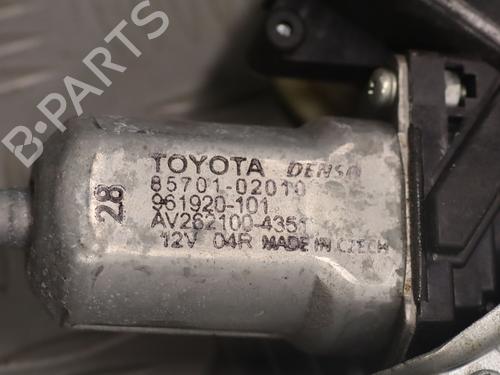 B-PARTS
TOYOTA DENSO
85701-02010
961920-101
AV262100-4351
12V 04R MADE IN CZECH
28